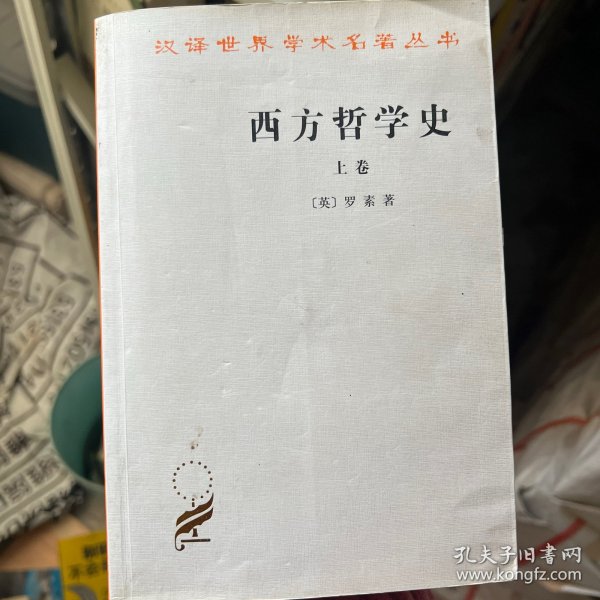 汉译世界学术名著丛书
西方哲学史
上卷
〔英〕罗素著
孔夫子旧书网
www.kongfz.com